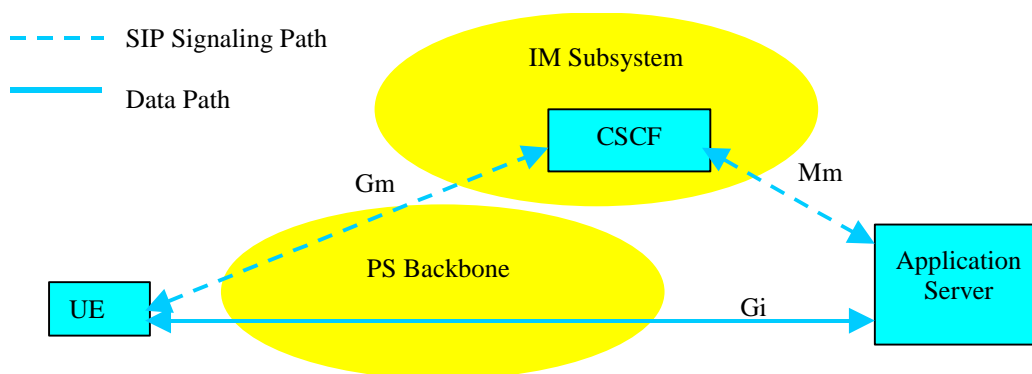 SIP Signaling Path
Data Path
IM Subsystem
CSCF
Gm
Mm
PS Backbone
Application
Server
UE
Gi